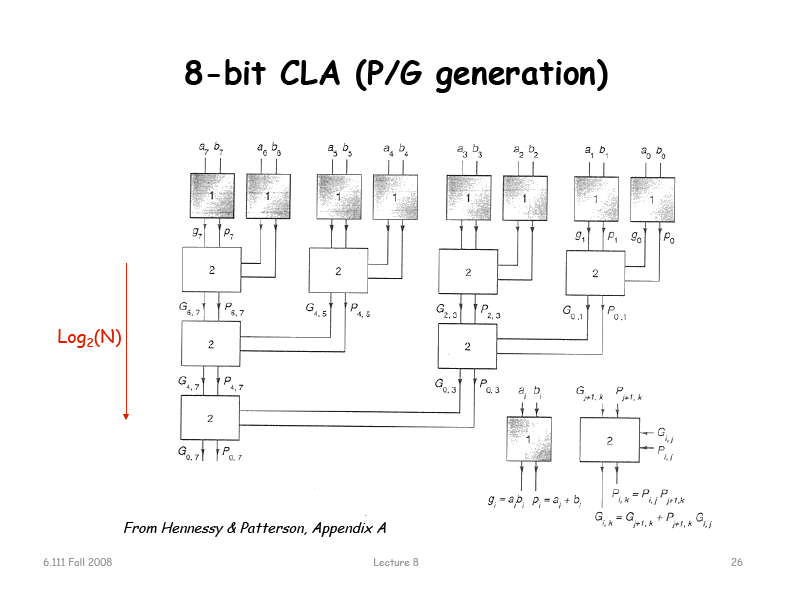 8-bit CLA (P/G generation)
a7 b7 a6 b6 a5 b5 a4 b4 a3 b3 a2 b2 a1 b1 a0 b0
1 1 1 1 1 1 1 1
g7 p7 g1 p1 g0 p0
2 2 2 2
G6,7 P6,7 G4,5 P4,5 G2,3 P2,3 G0,1 P0,1
Log2(N)
2 2
G4,7 P4,7 G0,3 P0,3 ai bi Gj+1,k Pj+1,k
2 1 2 Gi,j
Pi,j
G0,7 P0,7
gi = aibi pi = ai + bi Pi,k = Pi,j Pj+1,k
Gi,k = Gj+1,k + Pj+1,k Gi,j
From Hennessy & Patterson, Appendix A
6.111 Fall 2008 Lecture 8 26